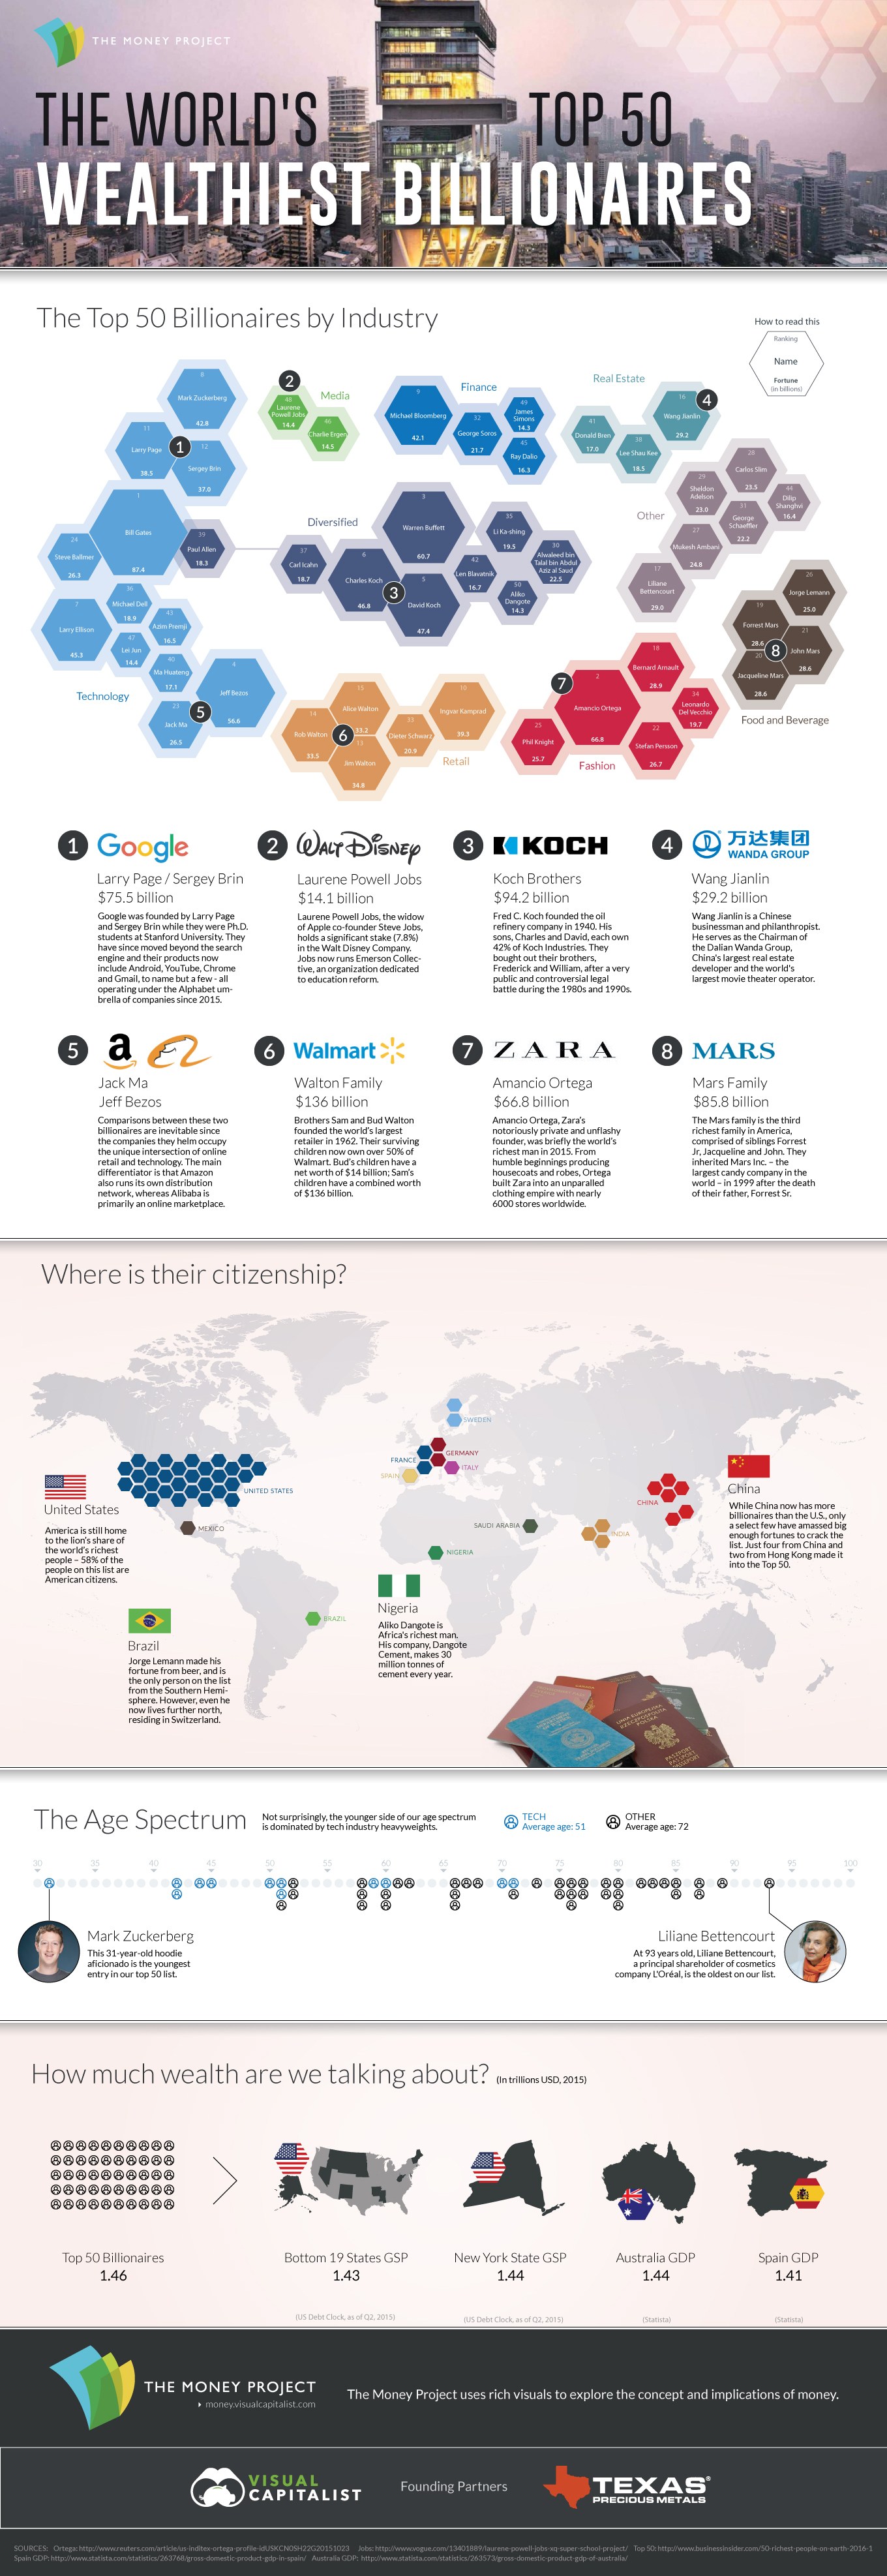 THE MONEY PROJECT
THE WORLD'S TOP 50
WEALTHIEST BILLIONAIRES
The Top 50 Billionaires by Industry
How to read this
Ranking
Name
Fortune
(in billions)
Technology
8
Mark Zuckerberg
42.8
11
Larry Page
38.5
1
12
Sergey Brin
37.0
1
Bill Gates
87.4
24
Steve Ballmer
26.3
39
Paul Allen
18.3
7
Larry Ellison
45.3
36
Michael Dell
18.9
43
Azim Premji
16.5
47
Lei Jun
14.4
40
Ma Huateng
17.1
4
Jeff Bezos
56.6
23
Jack Ma
26.5
5
2
Media
48
Laurene
Powell Jobs
14.4
46
Charlie Ergen
14.5
Finance
9
Michael Bloomberg
42.1
32
George Soros
21.7
49
James
Simons
14.3
45
Ray Dalio
16.3
Real Estate
41
Donald Bren
17.0
38
Lee Shau Kee
18.5
16
Wang Jianlin
29.2
4
Diversified
37
Carl Icahn
18.7
3
Warren Buffett
60.7
6
Charles Koch
46.8
3
5
David Koch
47.4
35
Li Ka-shing
19.5
42
Len Blavatnik
16.7
30
Alwaleed bin
Talal bin Abdul
Aziz al Saud
22.5
50
Aliko
Dangote
14.3
Other
28
Carlos Slim
23.5
29
Sheldon
Adelson
23.0
44
Dilip
Shanghvi
16.4
31
George
Schaeffler
22.2
27
Mukesh Ambani
24.8
17
Liliane
Bettencourt
29.0
Food and Beverage
26
Jorge Lemann
25.0
19
Forrest Mars
28.6
8
21
John Mars
28.6
20
Jacqueline Mars
28.6
Retail
15
Alice Walton
33.2
14
Rob Walton
33.5
6
13
Jim Walton
34.8
33
Dieter Schwarz
20.9
10
Ingvar Kamprad
39.3
Fashion
7
2
Amancio Ortega
66.8
18
Bernard Arnault
28.9
34
Leonardo
Del Vecchio
19.7
25
Phil Knight
25.7
22
Stefan Persson
26.7
1 Google
Larry Page / Sergey Brin
$75.5 billion
Google was founded by Larry Page
and Sergey Brin while they were Ph.D.
students at Stanford University. They
have since moved beyond the search
engine and their products now
include Android, YouTube, Chrome
and Gmail, to name but a few - all
operating under the Alphabet um-
brella of companies since 2015.
2 WALT DISNEY
Laurene Powell Jobs
$14.1 billion
Laurene Powell Jobs, the widow
of Apple co-founder Steve Jobs,
holds a significant stake (7.8%)
in the Walt Disney Company.
Jobs now runs Emerson Collec-
tive, an organization dedicated
to education reform.
3 KOCH
Koch Brothers
$94.2 billion
Fred C. Koch founded the oil
refinery company in 1940. His
sons, Charles and David, each own
42% of Koch Industries. They
bought out their brothers,
Frederick and William, after a very
public and controversial legal
battle during the 1980s and 1990s.
4 万达集团
WANDA GROUP
Wang Jianlin
$29.2 billion
Wang Jianlin is a Chinese
businessman and philanthropist.
He serves as the Chairman of
the Dalian Wanda Group,
China's largest real estate
developer and the world's
largest movie theater operator.
5 a
Jack Ma
Jeff Bezos
Comparisons between these two
billionaires are inevitable since
the companies they helm occupy
the unique intersection of online
retail and technology. The main
differentiator is that Amazon
also runs its own distribution
network, whereas Alibaba is
primarily an online marketplace.
6 Walmart
Walton Family
$136 billion
Brothers Sam and Bud Walton
founded the world's largest
retailer in 1962. Their surviving
children now own over 50% of
Walmart. Bud's children have a
net worth of $14 billion; Sam's
children have a combined worth
of $136 billion.
7 ZARA
Amancio Ortega
$66.8 billion
Amancio Ortega, Zara's
notoriously private and unflashy
founder, was briefly the world's
richest man in 2015. From
humble beginnings producing
housecoats and robes, Ortega
built Zara into an unparalled
clothing empire with nearly
6000 stores worldwide.
8 MARS
Mars Family
$85.8 billion
The Mars family is the third
richest family in America,
comprised of siblings Forrest
Jr, Jacqueline and John. They
inherited Mars Inc. – the
largest candy company in the
world – in 1999 after the death
of their father, Forrest Sr.
Where is their citizenship?
SWEDEN
GERMANY
FRANCE
ITALY
SPAIN
UNITED STATES
MEXICO
SAUDI ARABIA
INDIA
CHINA
NIGERIA
BRAZIL
United States
America is still home
to the lion's share of
the world's richest
people – 58% of the
people on this list are
American citizens.
China
While China now has more
billionaires than the U.S., only
a select few have amassed big
enough fortunes to crack the
list. Just four from China and
two from Hong Kong made it
into the Top 50.
Nigeria
Aliko Dangote is
Africa's richest man.
His company, Dangote
Cement, makes 30
million tonnes of
cement every year.
Brazil
Jorge Lemann made his
fortune from beer, and is
the only person on the list
from the Southern Hemi-
sphere. However, even he
now lives further north,
residing in Switzerland.
UNIA EUROPEJSKA
RZECZPOSPOLITA
POLSKA
PASZPORT
PASSPORT
The Age Spectrum
Not surprisingly, the younger side of our age spectrum
is dominated by tech industry heavyweights.
TECH
Average age: 51
OTHER
Average age: 72
30 35 40 45 50 55 60 65 70 75 80 85 90 95 100
Mark Zuckerberg
This 31-year-old hoodie
aficionado is the youngest
entry in our top 50 list.
Liliane Bettencourt
At 93 years old, Liliane Bettencourt,
a principal shareholder of cosmetics
company L'Oréal, is the oldest on our list.
How much wealth are we talking about? (In trillions USD, 2015)
Top 50 Billionaires
1.46
Bottom 19 States GSP
1.43
(US Debt Clock, as of Q2, 2015)
New York State GSP
1.44
(US Debt Clock, as of Q2, 2015)
Australia GDP
1.44
(Statista)
Spain GDP
1.41
(Statista)
THE MONEY PROJECT
money.visualcapitalist.com
The Money Project uses rich visuals to explore the concept and implications of money.
VISUAL
CAPITALIST
Founding Partners
TEXAS®
PRECIOUS METALS
SOURCES: Ortega: http://www.reuters.com/article/us-inditex-ortega-profile-idUSKCN0SH22G20151023 Jobs: http://www.vogue.com/13401889/laurene-powell-jobs-xq-super-school-project/ Top 50: http://www.businessinsider.com/50-richest-people-on-earth-2016-1
Spain GDP: http://www.statista.com/statistics/263768/gross-domestic-product-gdp-in-spain/ Australia GDP: http://www.statista.com/statistics/263573/gross-domestic-product-gdp-of-australia/